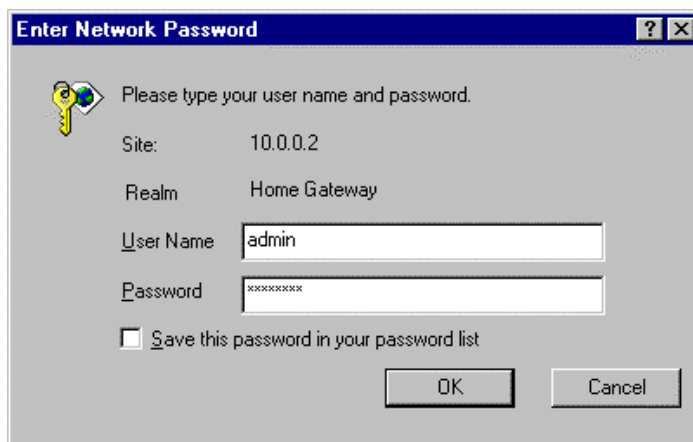 Enter Network Password
Please type your user name and password.
Site: 10.0.0.2
Realm Home Gateway
User Name admin
Password xxxxxxxx
Save this password in your password list
OK Cancel